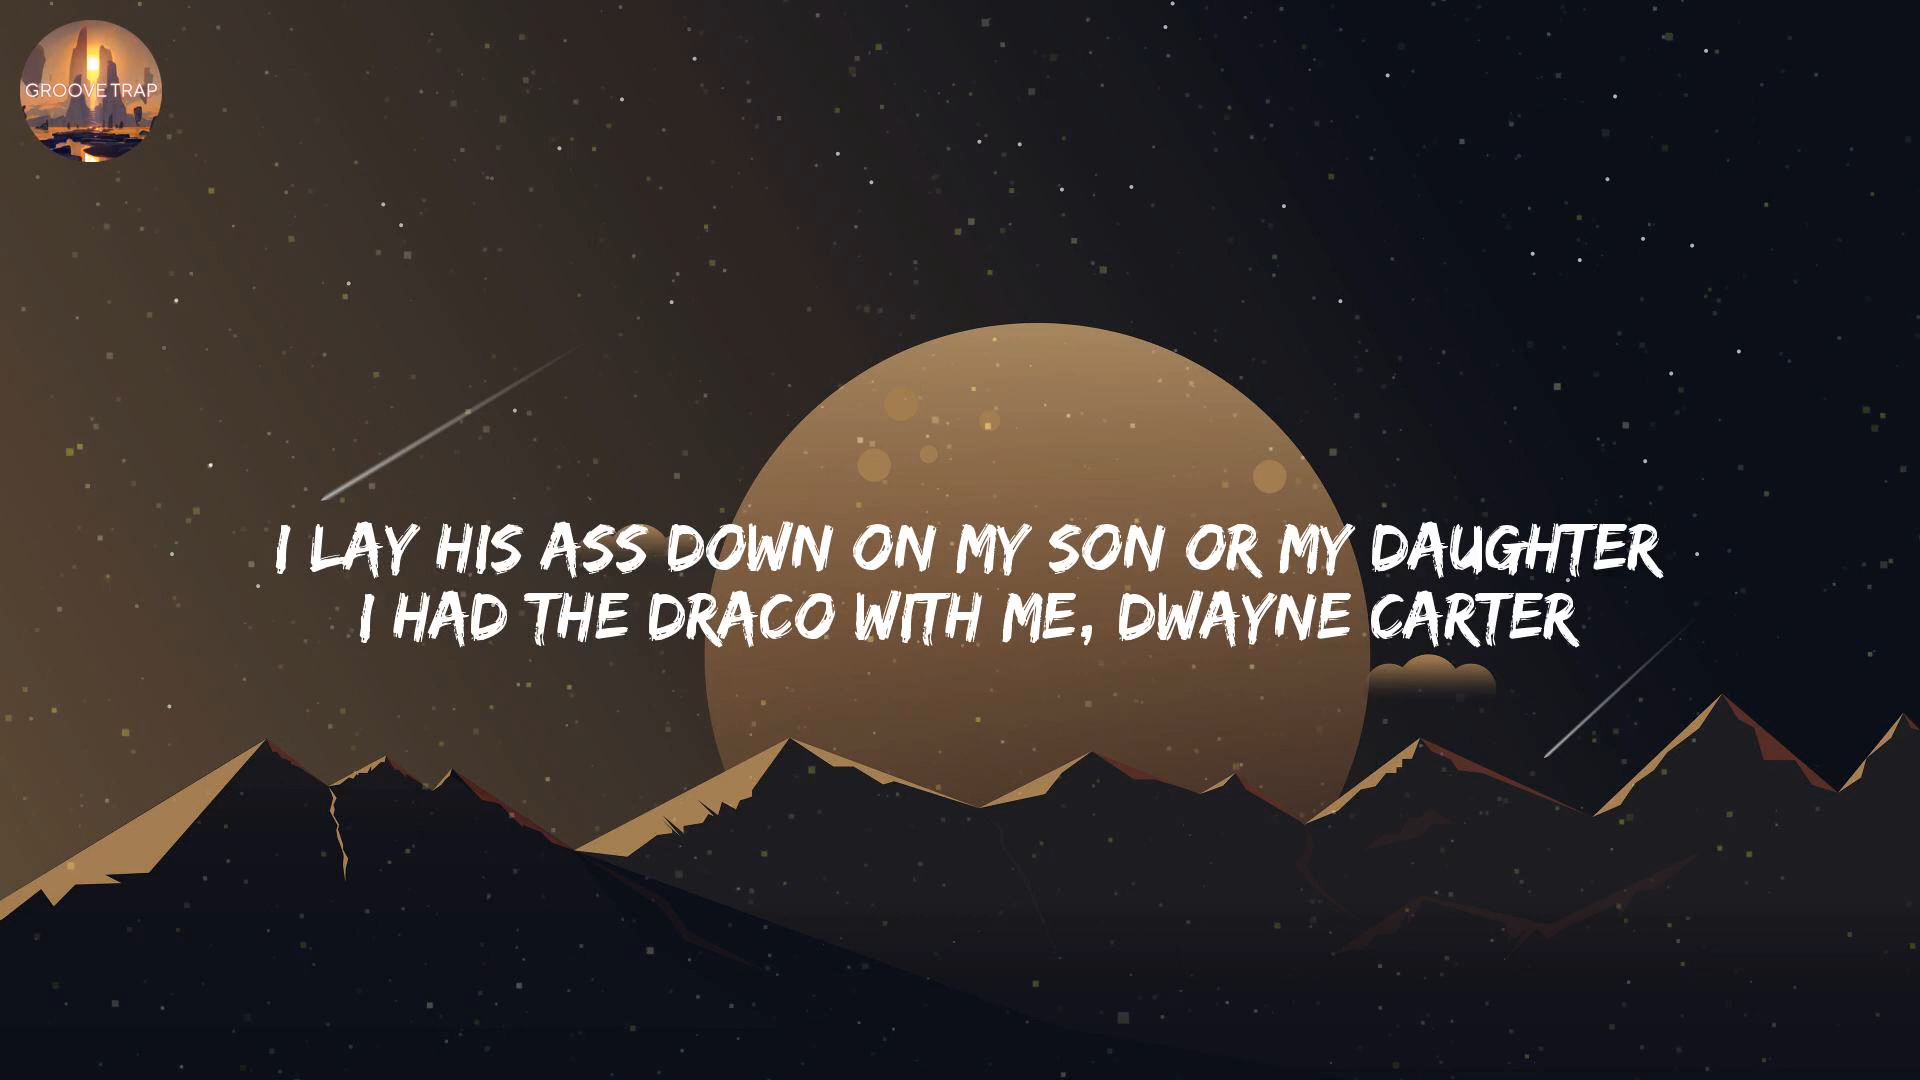 GROOVE TRAP
I LAY HIS ASS DOWN ON MY SON OR MY DAUGHTER
I HAD THE DRACO WITH ME, DWAYNE CARTER